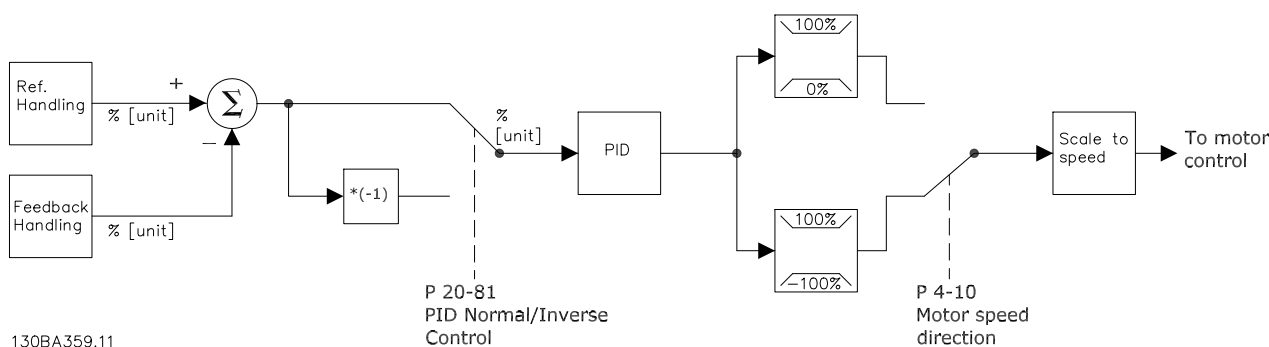 Ref.
Handling
+
% [unit]
Σ
−
Feedback
Handling
% [unit]
*(-1)
%
[unit]
P 20-81
PID Normal/Inverse
Control
PID
100%
0%
100%
−100%
P 4-10
Motor speed
direction
Scale to
speed
To motor
control
130BA359.11